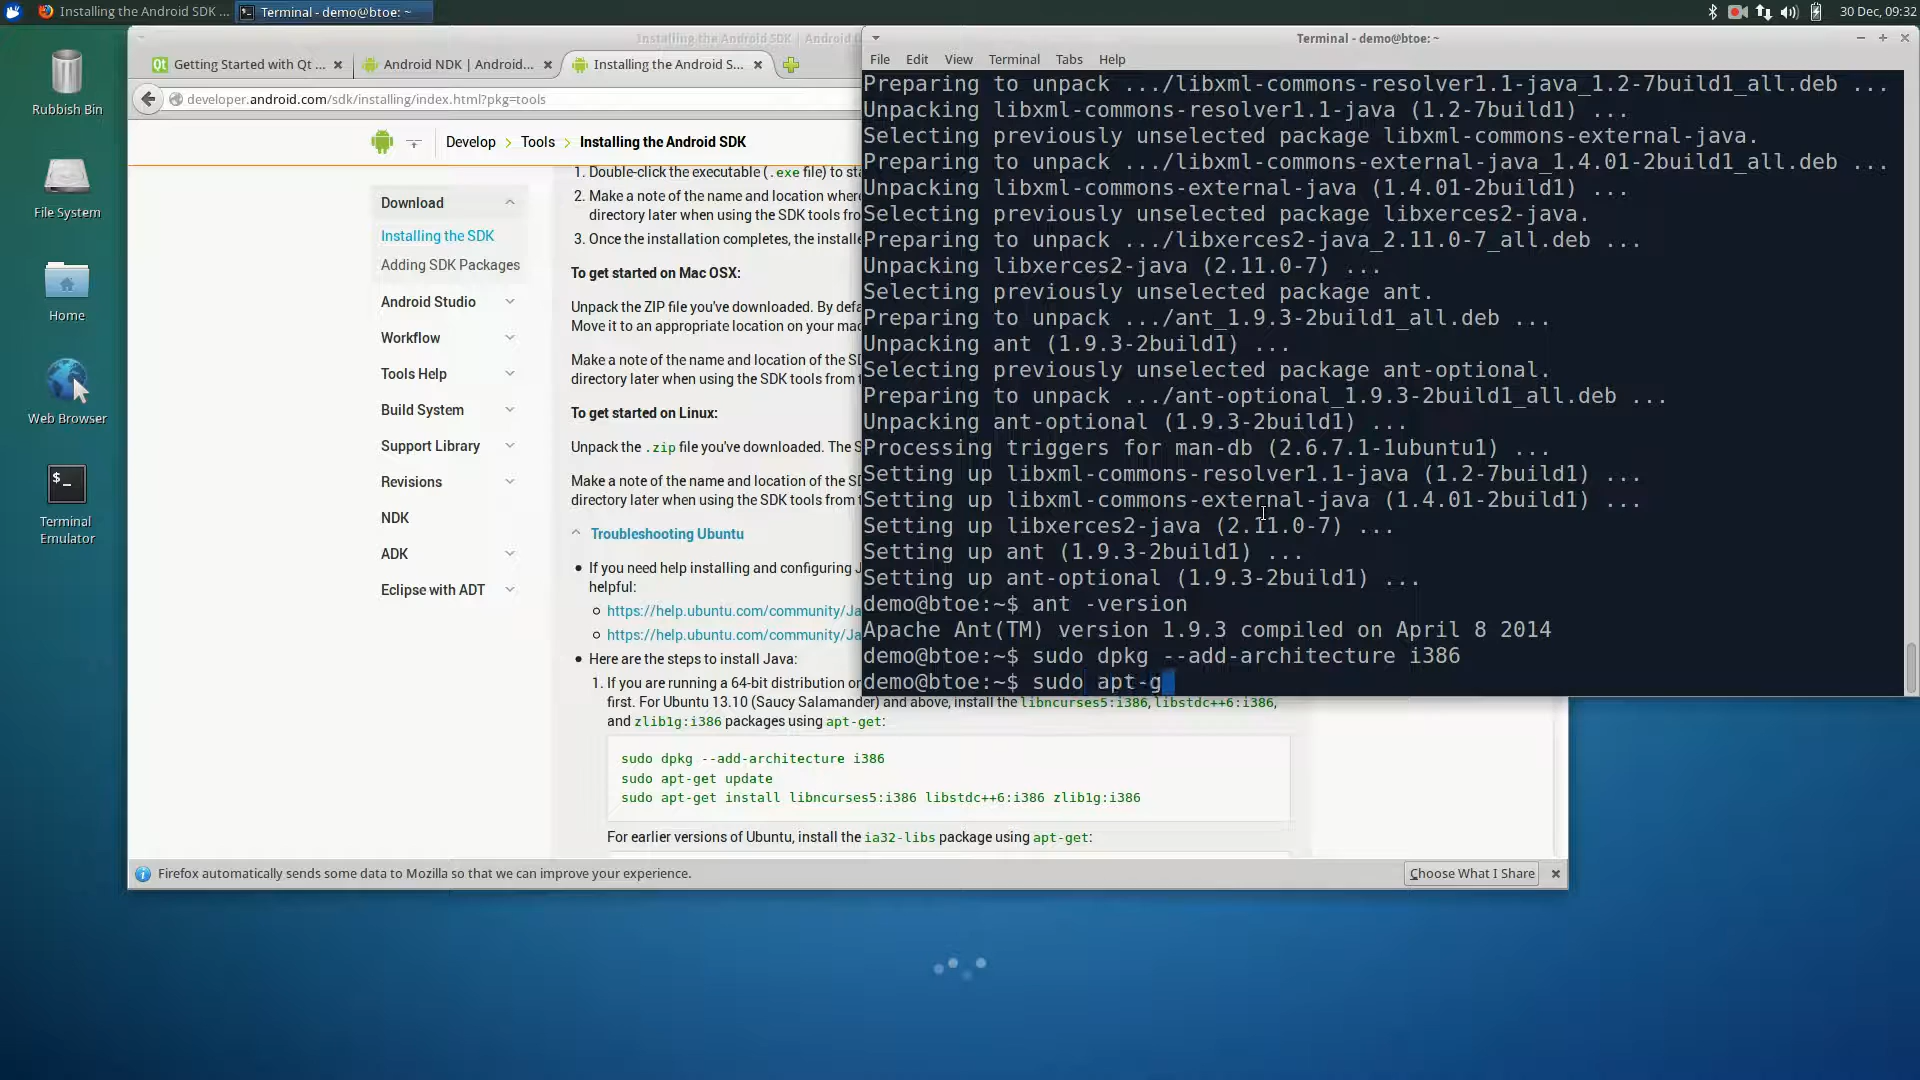 Installing the Android SDK ...
Terminal - demo@btoe: ~
30 Dec, 09:32
Rubbish Bin
File System
Home
Web Browser
Terminal
Emulator
Installing the Android SDK | Android
Getting Started with Qt ...
Android NDK | Android...
Installing the Android S...
developer.android.com/sdk/installing/index.html?pkg=tools
Develop
Tools
Installing the Android SDK
Download
Installing the SDK
Adding SDK Packages
Android Studio
Workflow
Tools Help
Build System
Support Library
Revisions
NDK
ADK
Eclipse with ADT
1. Double-click the executable (.exe file) to sta
2. Make a note of the name and location where
directory later when using the SDK tools fro
3. Once the installation completes, the installe
To get started on Mac OSX:
Unpack the ZIP file you've downloaded. By defa
Move it to an appropriate location on your mac
Make a note of the name and location of the SD
directory later when using the SDK tools from t
To get started on Linux:
Unpack the .zip file you've downloaded. The S
Make a note of the name and location of the SD
directory later when using the SDK tools from t
Troubleshooting Ubuntu
If you need help installing and configuring J
helpful:
https://help.ubuntu.com/community/Ja
https://help.ubuntu.com/community/Ja
Here are the steps to install Java:
1. If you are running a 64-bit distribution on
first. For Ubuntu 13.10 (Saucy Salamander) and above, install the libncurses5:i386, libstdc++6:i386,
and zlib1g:i386 packages using apt-get:
sudo dpkg --add-architecture i386
sudo apt-get update
sudo apt-get install libncurses5:i386 libstdc++6:i386 zlib1g:i386
For earlier versions of Ubuntu, install the ia32-libs package using apt-get:
Firefox automatically sends some data to Mozilla so that we can improve your experience.
Choose What I Share
Terminal - demo@btoe: ~
File Edit View Terminal Tabs Help
Preparing to unpack .../libxml-commons-resolver1.1-java_1.2-7build1_all.deb ...
Unpacking libxml-commons-resolver1.1-java (1.2-7build1) ...
Selecting previously unselected package libxml-commons-external-java.
Preparing to unpack .../libxml-commons-external-java_1.4.01-2build1_all.deb ...
Unpacking libxml-commons-external-java (1.4.01-2build1) ...
Selecting previously unselected package libxerces2-java.
Preparing to unpack .../libxerces2-java_2.11.0-7_all.deb ...
Unpacking libxerces2-java (2.11.0-7) ...
Selecting previously unselected package ant.
Preparing to unpack .../ant_1.9.3-2build1_all.deb ...
Unpacking ant (1.9.3-2build1) ...
Selecting previously unselected package ant-optional.
Preparing to unpack .../ant-optional_1.9.3-2build1_all.deb ...
Unpacking ant-optional (1.9.3-2build1) ...
Processing triggers for man-db (2.6.7.1-1ubuntu1) ...
Setting up libxml-commons-resolver1.1-java (1.2-7build1) ...
Setting up libxml-commons-external-java (1.4.01-2build1) ...
Setting up libxerces2-java (2.11.0-7) ...
Setting up ant (1.9.3-2build1) ...
Setting up ant-optional (1.9.3-2build1) ...
demo@btoe:~$ ant -version
Apache Ant(TM) version 1.9.3 compiled on April 8 2014
demo@btoe:~$ sudo dpkg --add-architecture i386
demo@btoe:~$ sudo apt-g